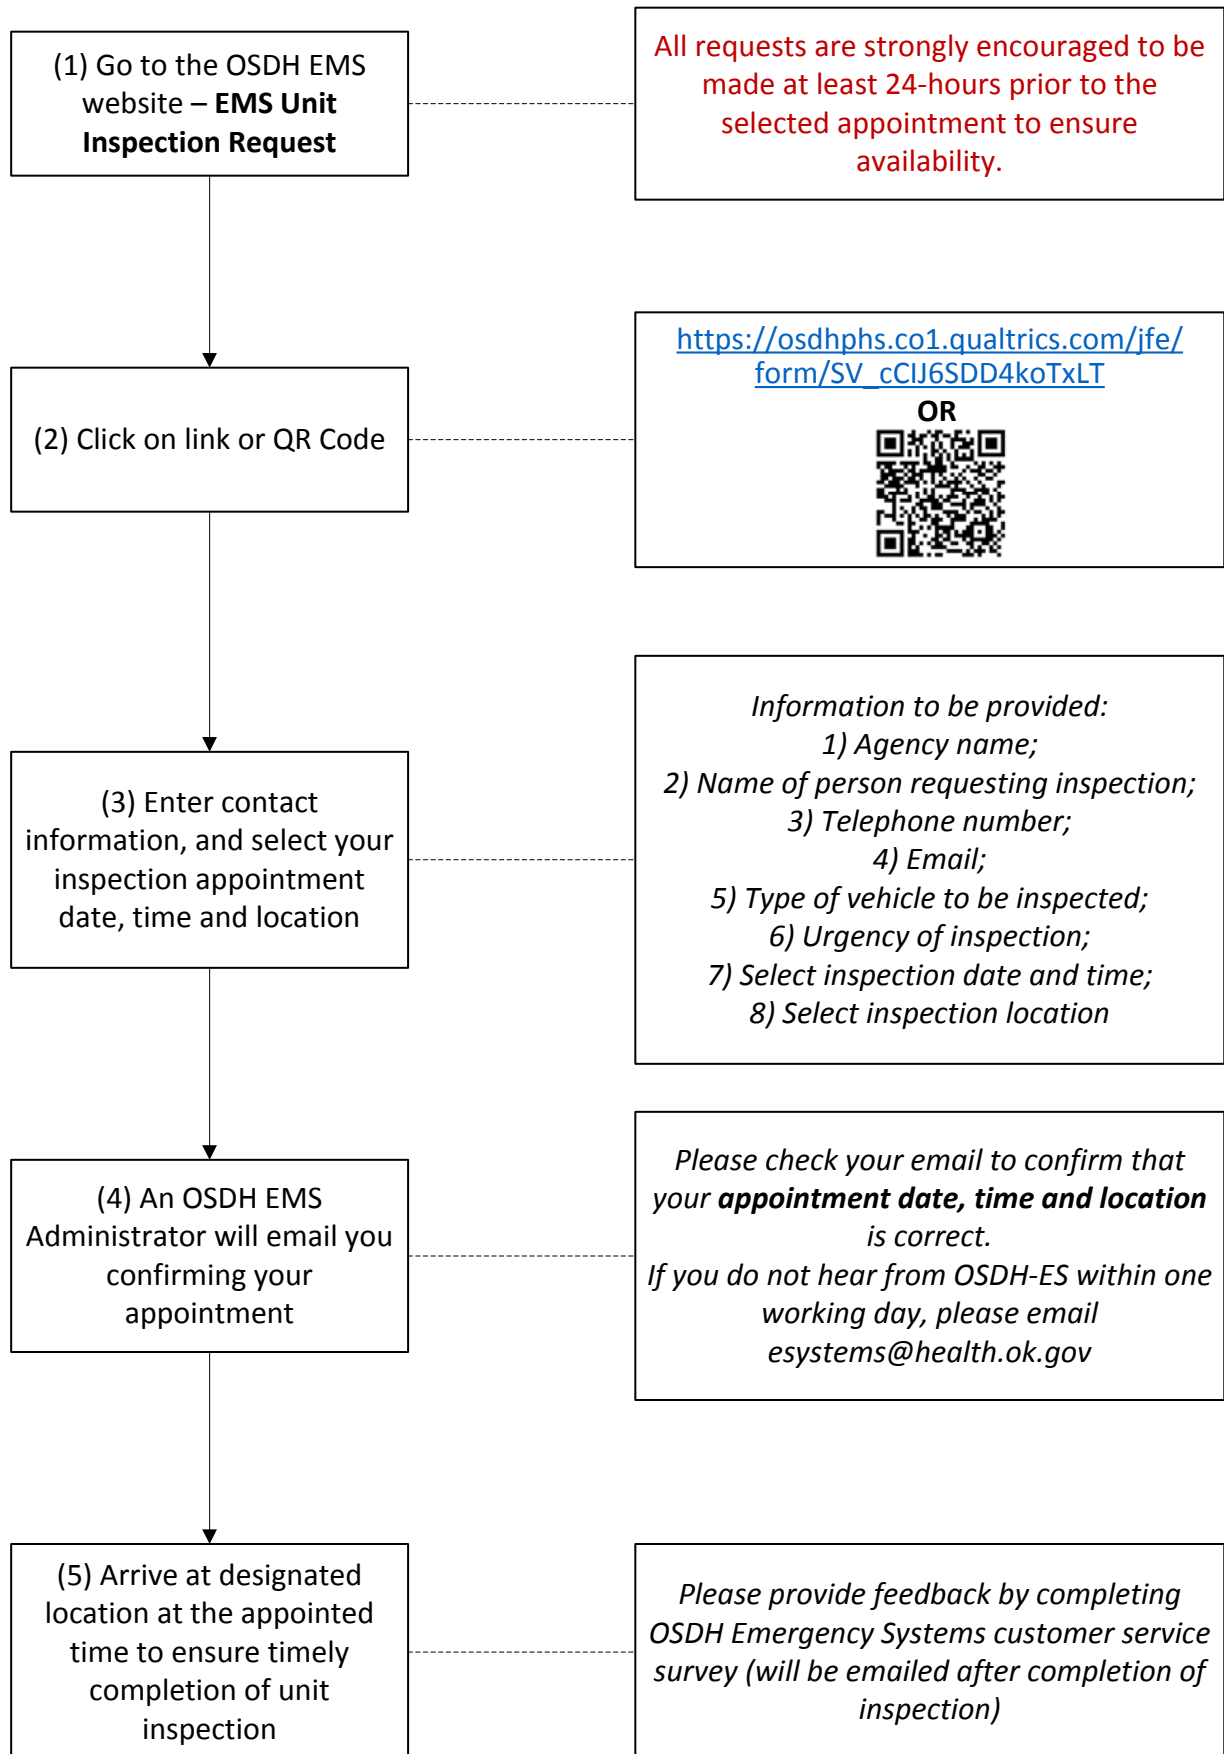 (1) Go to the OSDH EMS
website – EMS Unit
Inspection Request
All requests are strongly encouraged to be
made at least 24-hours prior to the
selected appointment to ensure
availability.
(2) Click on link or QR Code
https://osdhphs.co1.qualtrics.com/jfe/
form/SV_cCIJ6SDD4koTxLT
OR
(3) Enter contact
information, and select your
inspection appointment
date, time and location
Information to be provided:
1) Agency name;
2) Name of person requesting inspection;
3) Telephone number;
4) Email;
5) Type of vehicle to be inspected;
6) Urgency of inspection;
7) Select inspection date and time;
8) Select inspection location
(4) An OSDH EMS
Administrator will email you
confirming your
appointment
Please check your email to confirm that
your appointment date, time and location
is correct.
If you do not hear from OSDH-ES within one
working day, please email
esystems@health.ok.gov
(5) Arrive at designated
location at the appointed
time to ensure timely
completion of unit
inspection
Please provide feedback by completing
OSDH Emergency Systems customer service
survey (will be emailed after completion of
inspection)